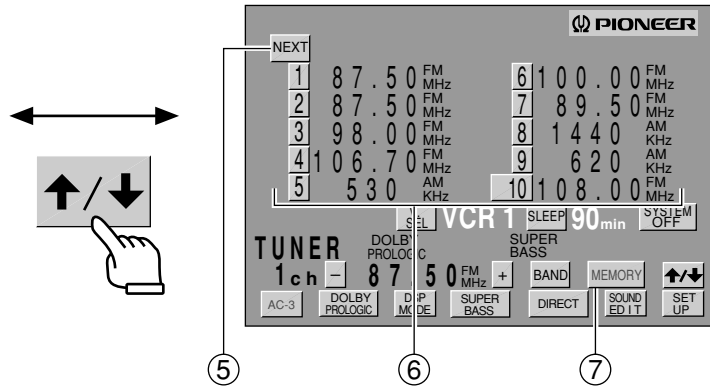 PIONEER
NEXT
1 87.50 FM MHz 6 100.00 FM MHz
2 87.50 FM MHz 7 89.50 FM MHz
3 98.00 FM MHz 8 1440 AM KHz
4 106.70 FM MHz 9 620 AM KHz
5 530 AM KHz 10 108.00 FM MHz
SEL VCR 1 SLEEP 90 min SYSTEM OFF
TUNER DOLBY PROLOGIC SUPER BASS
1ch − 87.50 FM MHz + BAND MEMORY ↑/↓
AC-3 DOLBY PROLOGIC DSP MODE SUPER BASS DIRECT SOUND EDIT SET UP
↑/↓
⑤ ⑥ ⑦